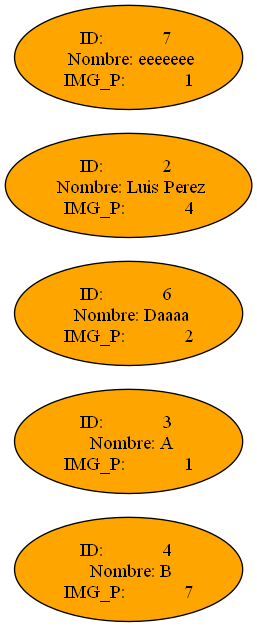 ID: 7
Nombre: eeeeeee
IMG_P: 1
ID: 2
Nombre: Luis Perez
IMG_P: 4
ID: 6
Nombre: Daaaa
IMG_P: 2
ID: 3
Nombre: A
IMG_P: 1
ID: 4
Nombre: B
IMG_P: 7